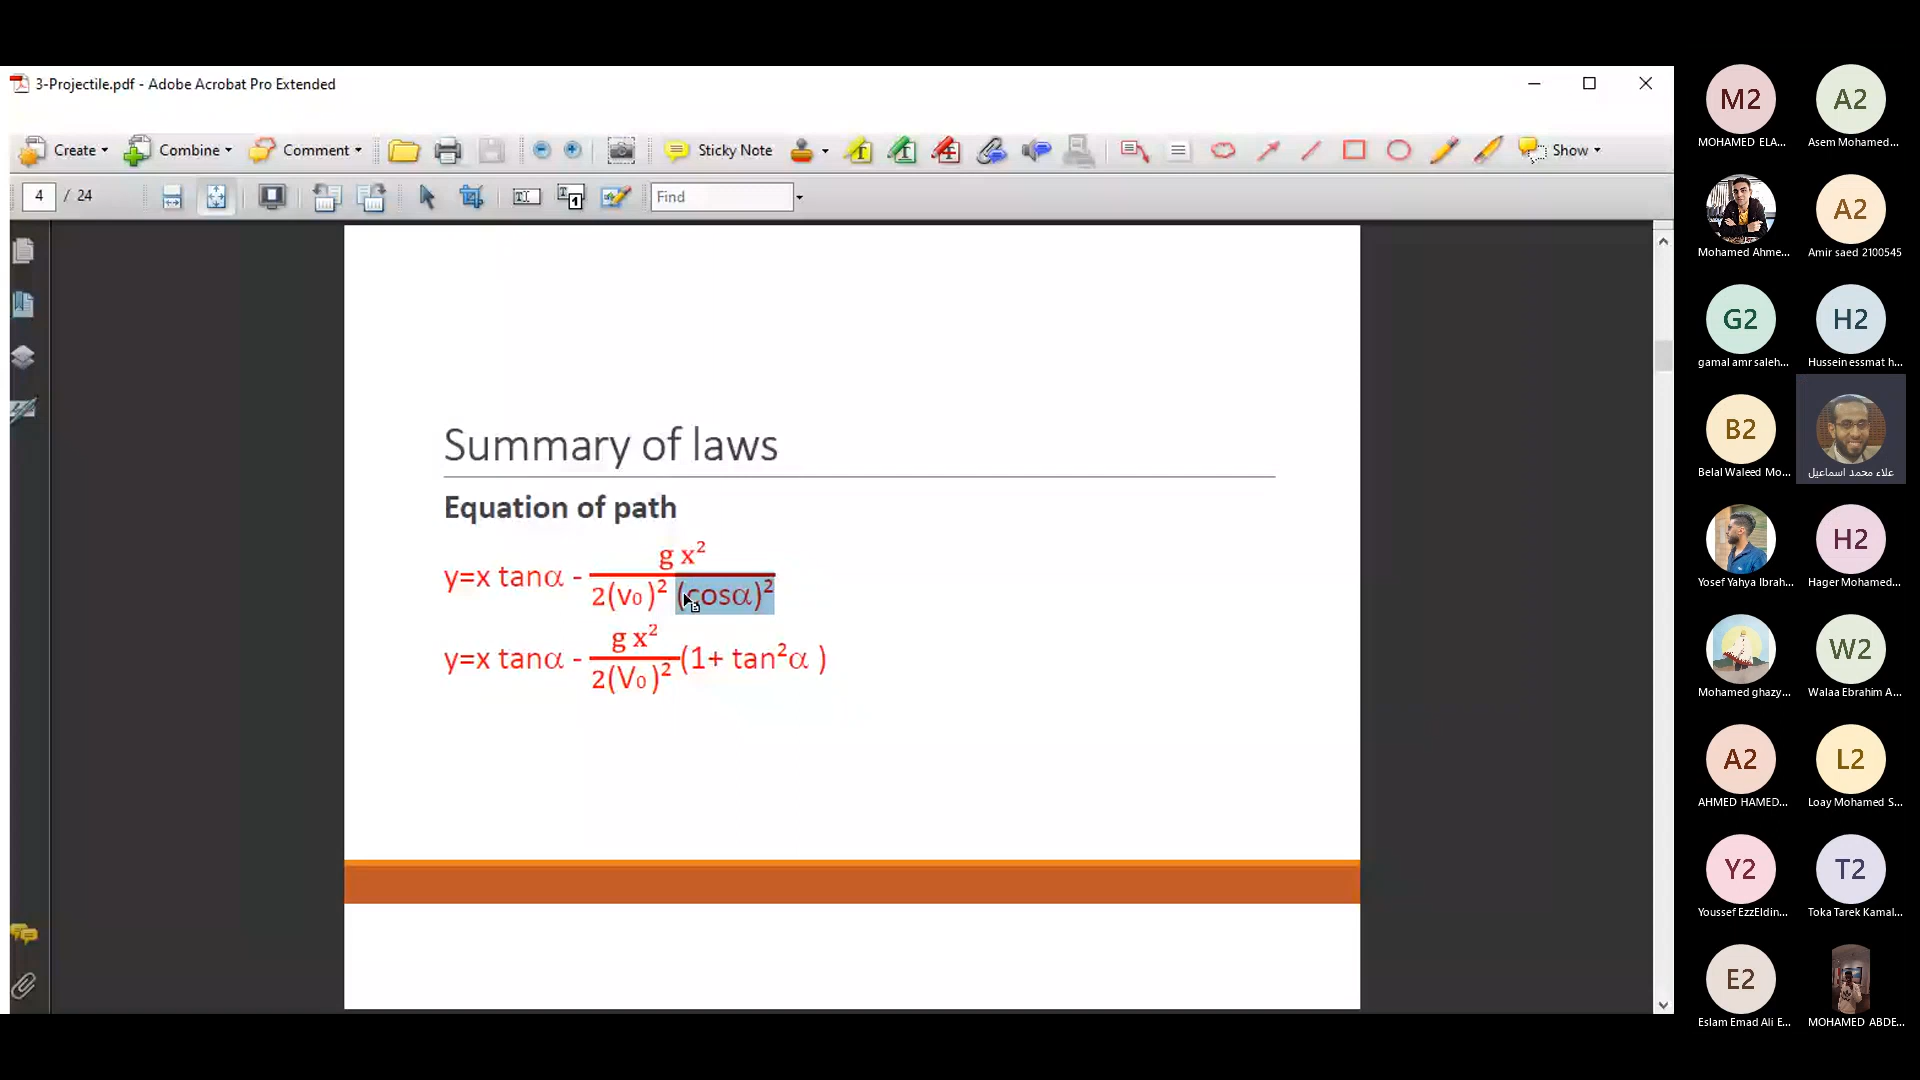 3-Projectile.pdf - Adobe Acrobat Pro Extended
Create Combine Comment Sticky Note Show
4 / 24 Find
Summary of laws
Equation of path
y=x tanα - g x² / 2(v₀)² (cosα)²
y=x tanα - g x² / 2(V₀)² (1+ tan²α )
M2 A2
MOHAMED ELA... Asem Mohamed...
A2
Mohamed Ahme... Amir saed 2100545
G2 H2
gamal amr saleh... Hussein essmat h...
B2
Belal Waleed Mo... علاء محمد اسماعيل
H2
Yosef Yahya Ibrah... Hager Mohamed...
W2
Mohamed ghazy... Walaa Ebrahim A...
A2 L2
AHMED HAMED... Loay Mohamed S...
Y2 T2
Youssef EzzEldin... Toka Tarek Kamal...
E2
Eslam Emad Ali E... MOHAMED ABDE...